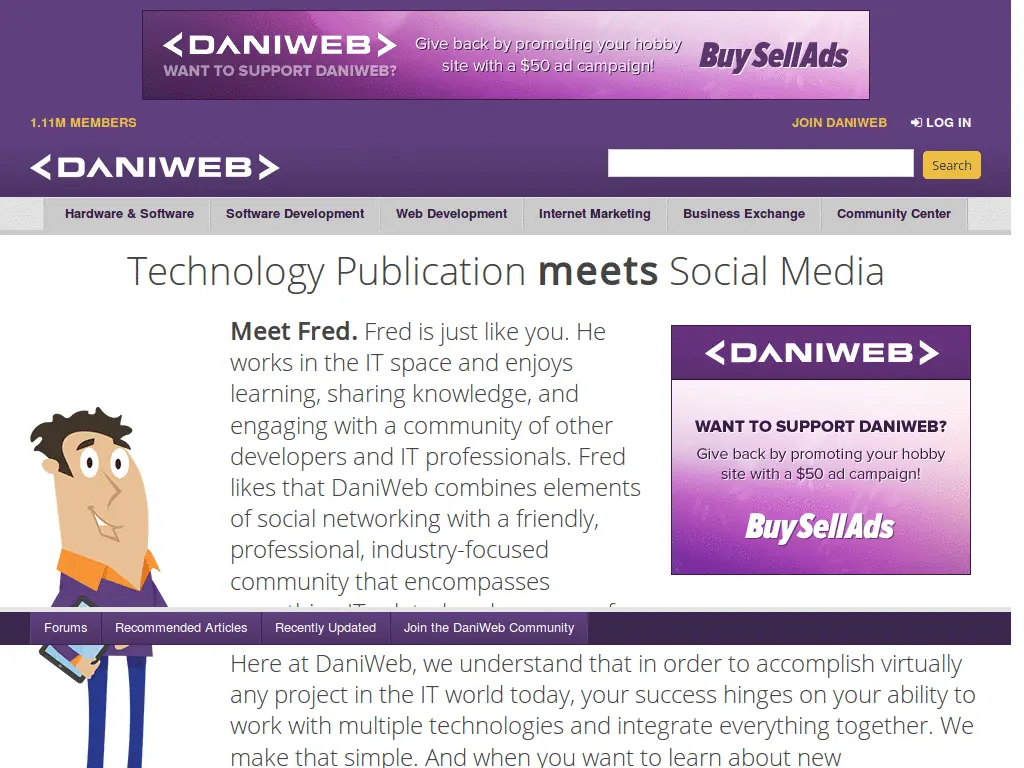 <DANIWEB>
WANT TO SUPPORT DANIWEB?
Give back by promoting your hobby
site with a $50 ad campaign!
BuySellAds
1.11M MEMBERS
JOIN DANIWEB
LOG IN
<DANIWEB>
Search
Hardware & Software
Software Development
Web Development
Internet Marketing
Business Exchange
Community Center
Technology Publication meets Social Media
Meet Fred. Fred is just like you. He
works in the IT space and enjoys
learning, sharing knowledge, and
engaging with a community of other
developers and IT professionals. Fred
likes that DaniWeb combines elements
of social networking with a friendly,
professional, industry-focused
community that encompasses
<DANIWEB>
WANT TO SUPPORT DANIWEB?
Give back by promoting your hobby
site with a $50 ad campaign!
BuySellAds
Forums
Recommended Articles
Recently Updated
Join the DaniWeb Community
Here at DaniWeb, we understand that in order to accomplish virtually
any project in the IT world today, your success hinges on your ability to
work with multiple technologies and integrate everything together. We
make that simple. And when you want to learn about new